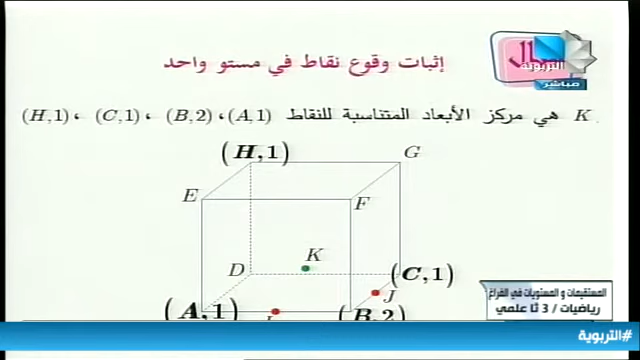 مثال
التربوية
مباشر
إثبات وقوع نقاط في مستو واحد
K هي مركز الأبعاد المتناسبة للنقاط (A,1)، (B,2)، (C,1)، (H,1)
(H,1)
G
E
F
K
D
(C,1)
J
(A,1)
(B,2)
المستقيمات و المستويات في الفراغ
رياضيات / 3 ثا علمي
#التربوية